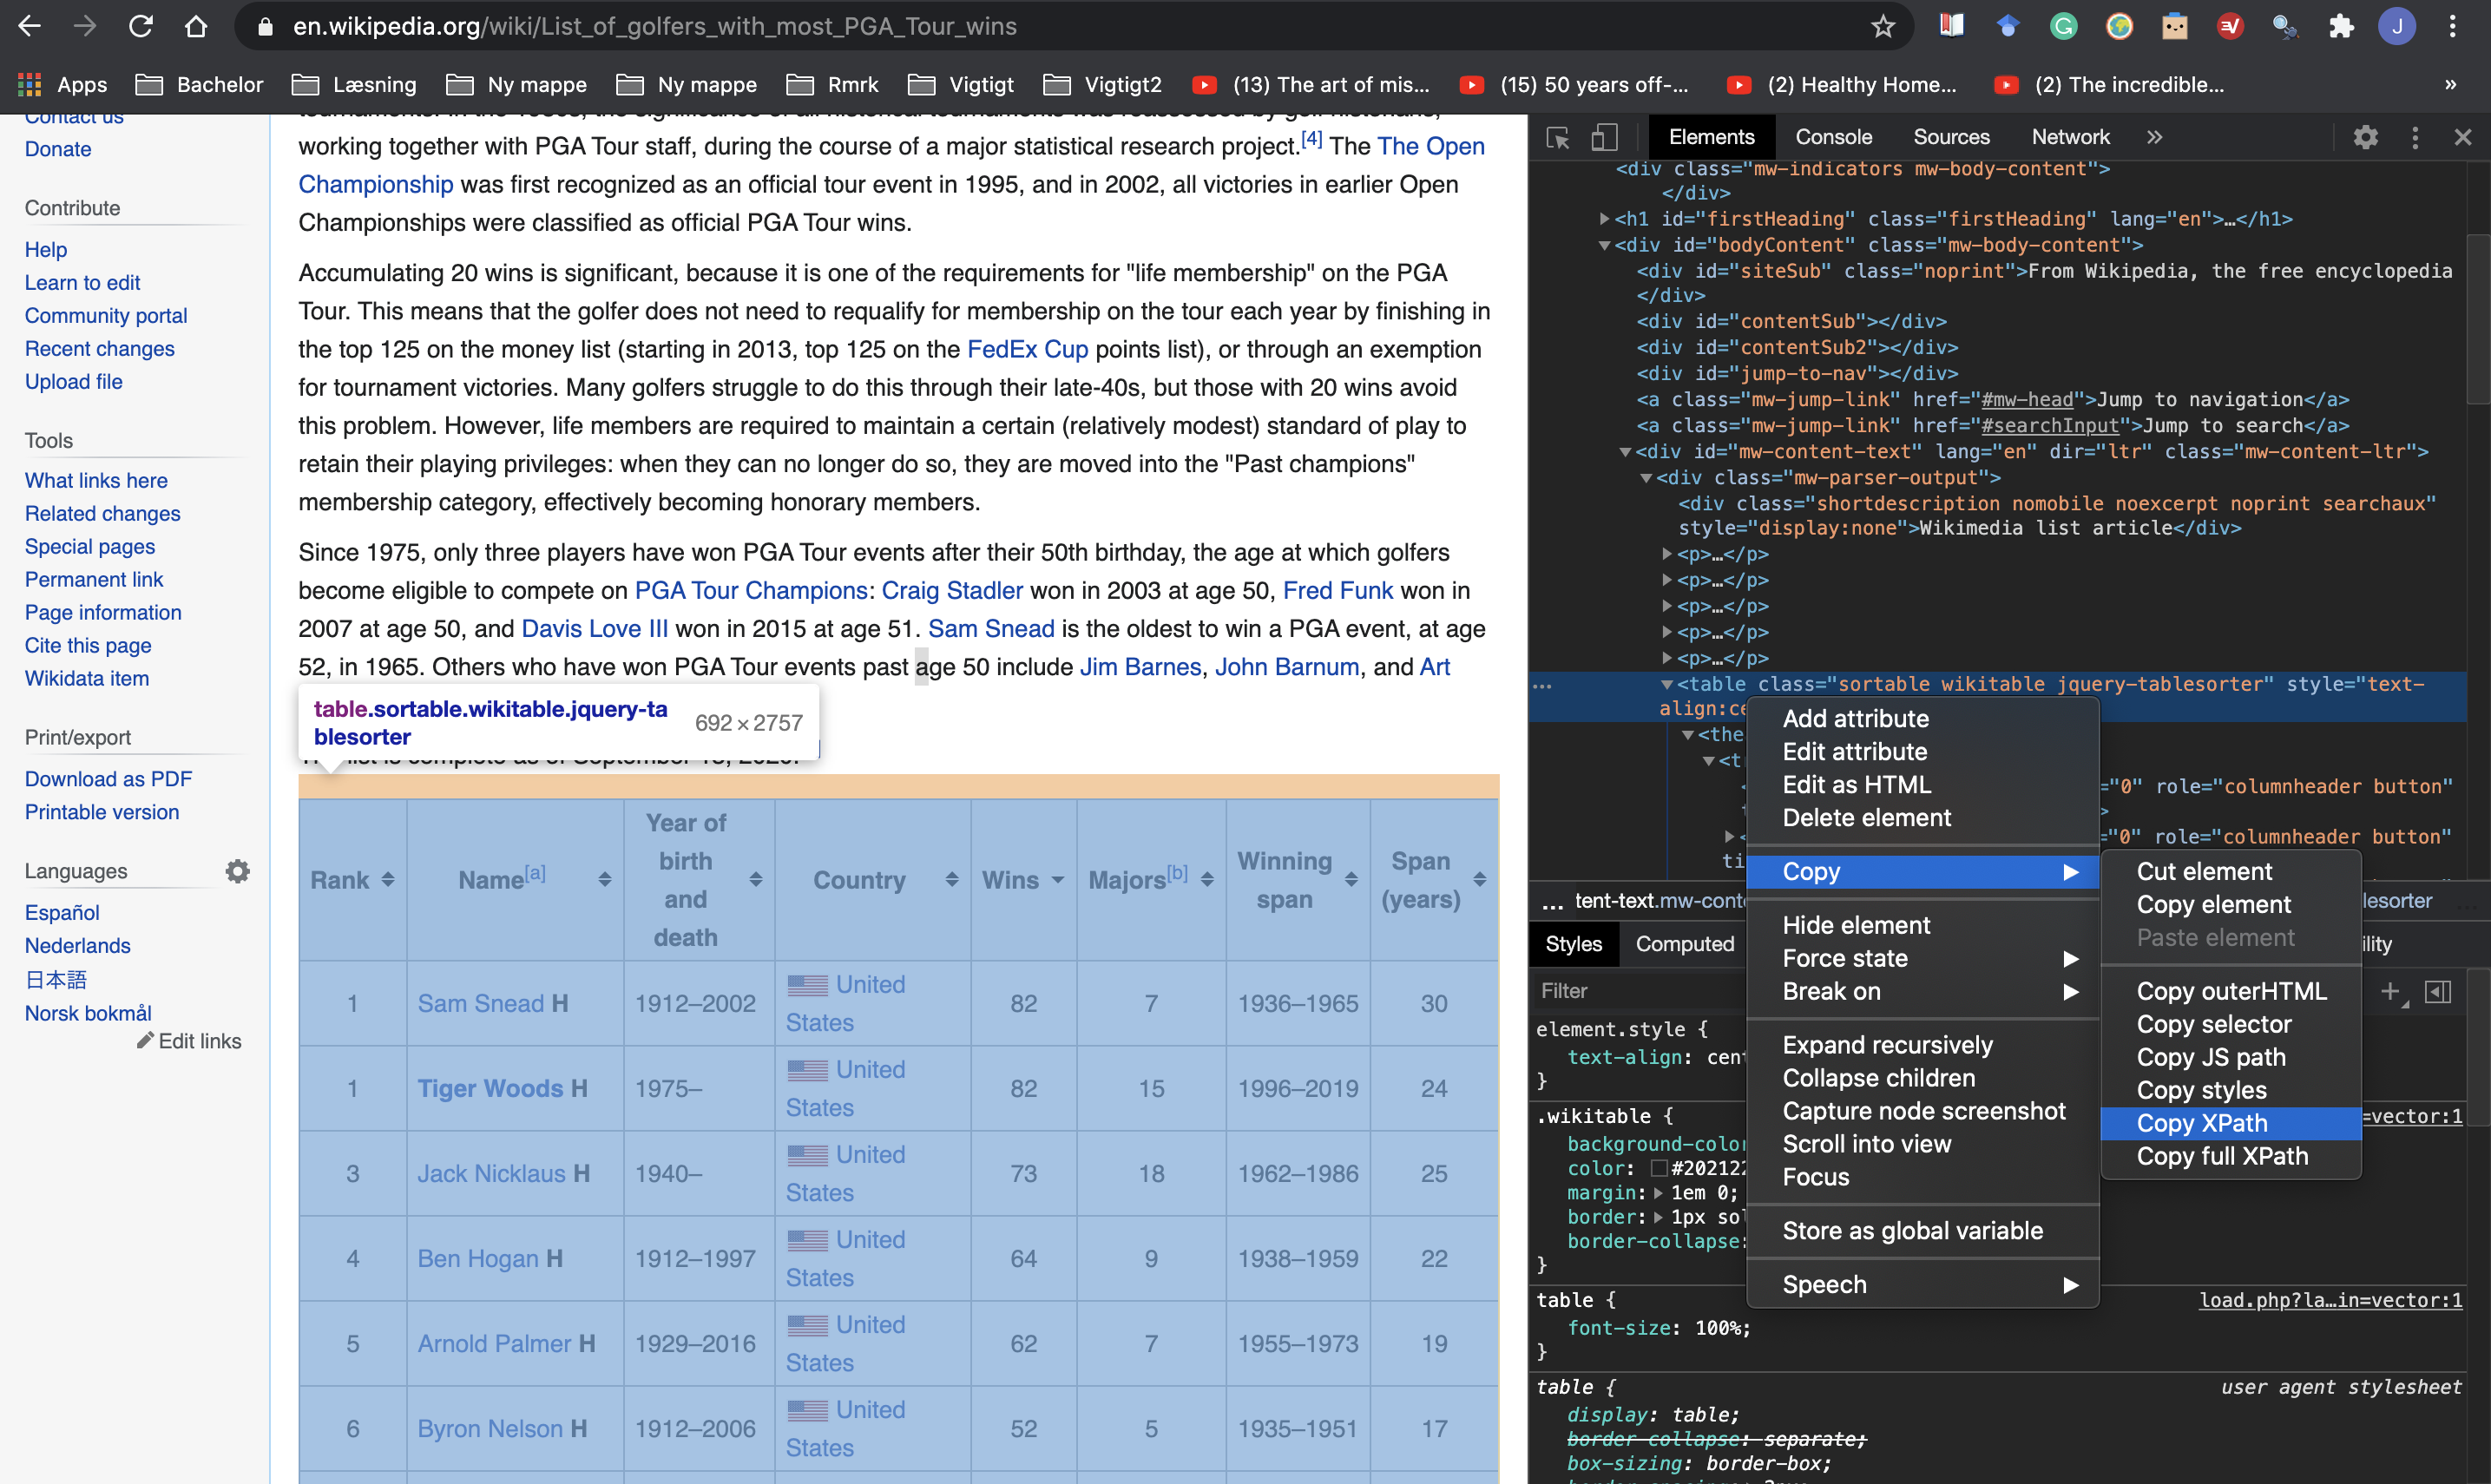 en.wikipedia.org/wiki/List_of_golfers_with_most_PGA_Tour_wins
J
Apps
Bachelor
Læsning
Ny mappe
Ny mappe
Rmrk
Vigtigt
Vigtigt2
(13) The art of mis...
(15) 50 years off-...
(2) Healthy Home...
(2) The incredible...
»
Contact us
Donate
Contribute
Help
Learn to edit
Community portal
Recent changes
Upload file
Tools
What links here
Related changes
Special pages
Permanent link
Page information
Cite this page
Wikidata item
Print/export
Download as PDF
Printable version
Languages
Español
Nederlands
日本語
Norsk bokmål
Edit links
working together with PGA Tour staff, during the course of a major statistical research project.[4] The The Open
Championship was first recognized as an official tour event in 1995, and in 2002, all victories in earlier Open
Championships were classified as official PGA Tour wins.
Accumulating 20 wins is significant, because it is one of the requirements for "life membership" on the PGA
Tour. This means that the golfer does not need to requalify for membership on the tour each year by finishing in
the top 125 on the money list (starting in 2013, top 125 on the FedEx Cup points list), or through an exemption
for tournament victories. Many golfers struggle to do this through their late-40s, but those with 20 wins avoid
this problem. However, life members are required to maintain a certain (relatively modest) standard of play to
retain their playing privileges: when they can no longer do so, they are moved into the "Past champions"
membership category, effectively becoming honorary members.
Since 1975, only three players have won PGA Tour events after their 50th birthday, the age at which golfers
become eligible to compete on PGA Tour Champions: Craig Stadler won in 2003 at age 50, Fred Funk won in
2007 at age 50, and Davis Love III won in 2015 at age 51. Sam Snead is the oldest to win a PGA event, at age
52, in 1965. Others who have won PGA Tour events past age 50 include Jim Barnes, John Barnum, and Art
table.sortable.wikitable.jquery-ta
blesorter
692 × 2757
Rank Name[a] Year of birth and death Country Wins Majors[b] Winning span Span (years)
1 Sam Snead H 1912–2002 United States 82 7 1936–1965 30
1 Tiger Woods H 1975– United States 82 15 1996–2019 24
3 Jack Nicklaus H 1940– United States 73 18 1962–1986 25
4 Ben Hogan H 1912–1997 United States 64 9 1938–1959 22
5 Arnold Palmer H 1929–2016 United States 62 7 1955–1973 19
6 Byron Nelson H 1912–2006 United States 52 5 1935–1951 17
Elements
Console
Sources
Network
»
<div class="mw-indicators mw-body-content">
</div>
<h1 id="firstHeading" class="firstHeading" lang="en">…</h1>
<div id="bodyContent" class="mw-body-content">
<div id="siteSub" class="noprint">From Wikipedia, the free encyclopedia
</div>
<div id="contentSub"></div>
<div id="contentSub2"></div>
<div id="jump-to-nav"></div>
<a class="mw-jump-link" href="#mw-head">Jump to navigation</a>
<a class="mw-jump-link" href="#searchInput">Jump to search</a>
<div id="mw-content-text" lang="en" dir="ltr" class="mw-content-ltr">
<div class="mw-parser-output">
<div class="shortdescription nomobile noexcerpt noprint searchaux"
style="display:none">Wikimedia list article</div>
<p>…</p>
<p>…</p>
<p>…</p>
<p>…</p>
<p>…</p>
<table class="sortable wikitable jquery-tablesorter" style="text-
align:ce
<the
<t
="0" role="columnheader button"
>
="0" role="columnheader button"
ti
... tent-text.mw-conte
lesorter
Styles
Computed
ility
Filter
element.style {
text-align: cent
}
.wikitable {
=vector:1
background-color
color: #202122
margin: 1em 0;
border: 1px sol
border-collapse:
}
table {
load.php?la…in=vector:1
font-size: 100%;
}
table {
user agent stylesheet
display: table;
border-collapse: separate;
box-sizing: border-box;
Add attribute
Edit attribute
Edit as HTML
Delete element
Copy
Hide element
Force state
Break on
Expand recursively
Collapse children
Capture node screenshot
Scroll into view
Focus
Store as global variable
Speech
Cut element
Copy element
Paste element
Copy outerHTML
Copy selector
Copy JS path
Copy styles
Copy XPath
Copy full XPath